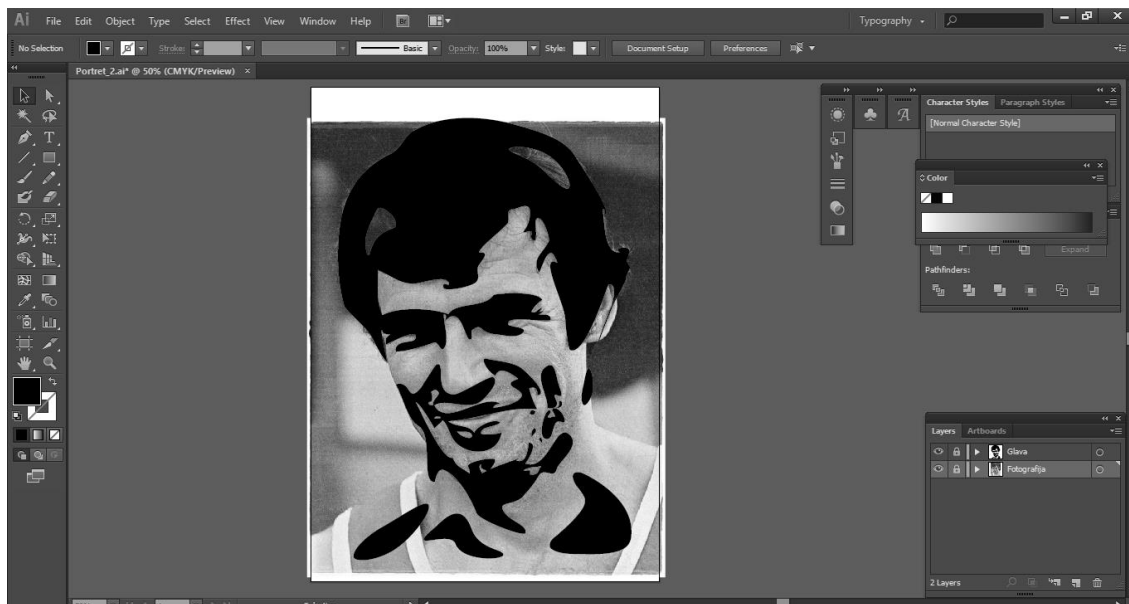 Ai File Edit Object Type Select Effect View Window Help Br Typography
No Selection Stroke: Basic Opacity: 100% Style: Document Setup Preferences
Portret_2.ai* @ 50% (CMYK/Preview) ×
Character Styles Paragraph Styles
[Normal Character Style]
Color
Expand
Pathfinders:
Layers Artboards
Glava
Fotografija
2 Layers